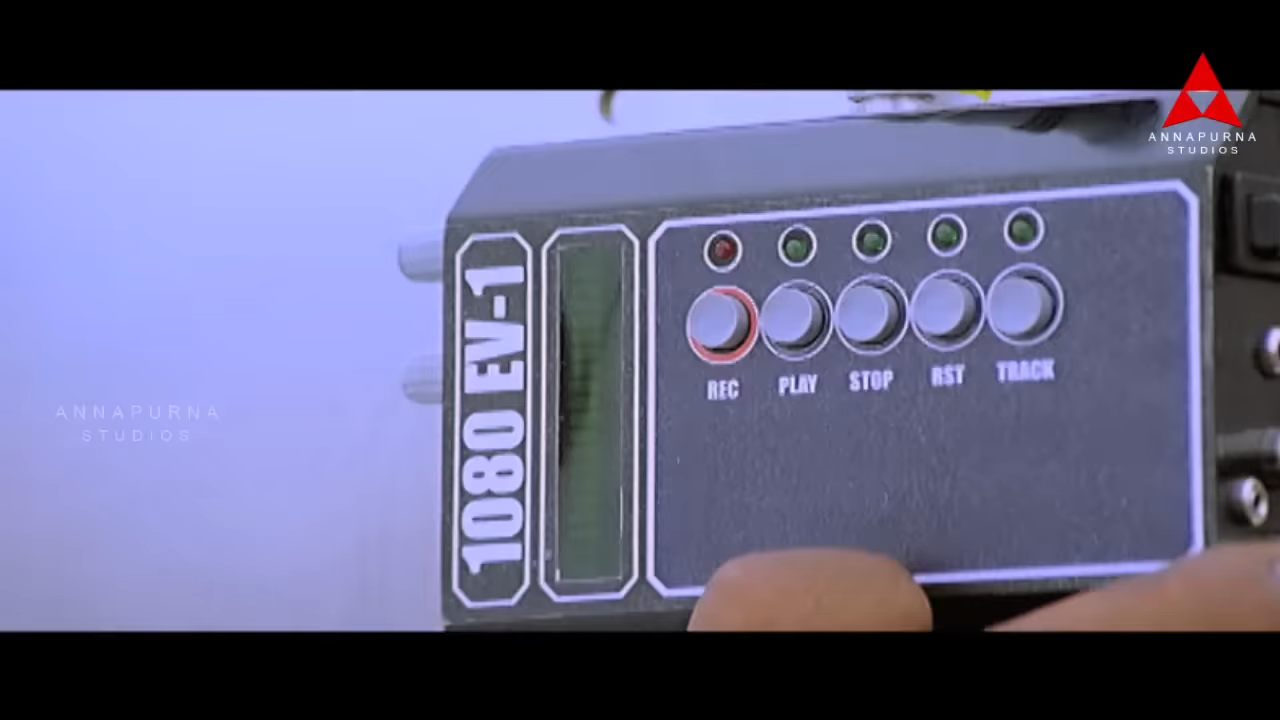 ANNAPURNA
STUDIOS
1080 EV-1
REC PLAY STOP RST TRACK
ANNAPURNA
STUDIOS